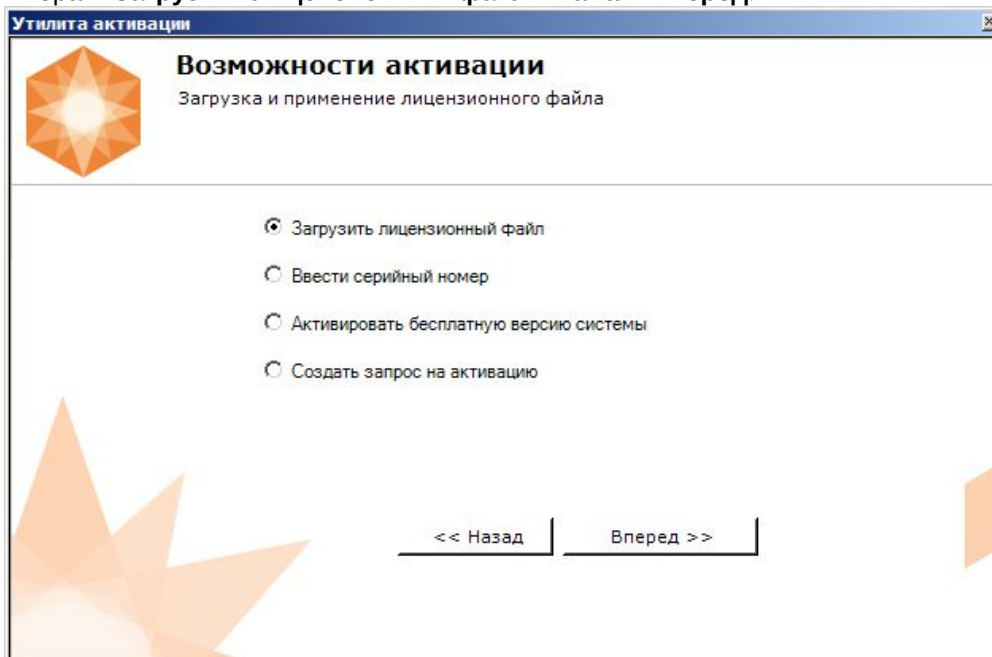 Утилита активации
Возможности активации
Загрузка и применение лицензионного файла
Загрузить лицензионный файл
Ввести серийный номер
Активировать бесплатную версию системы
Создать запрос на активацию
<< Назад
Вперед >>